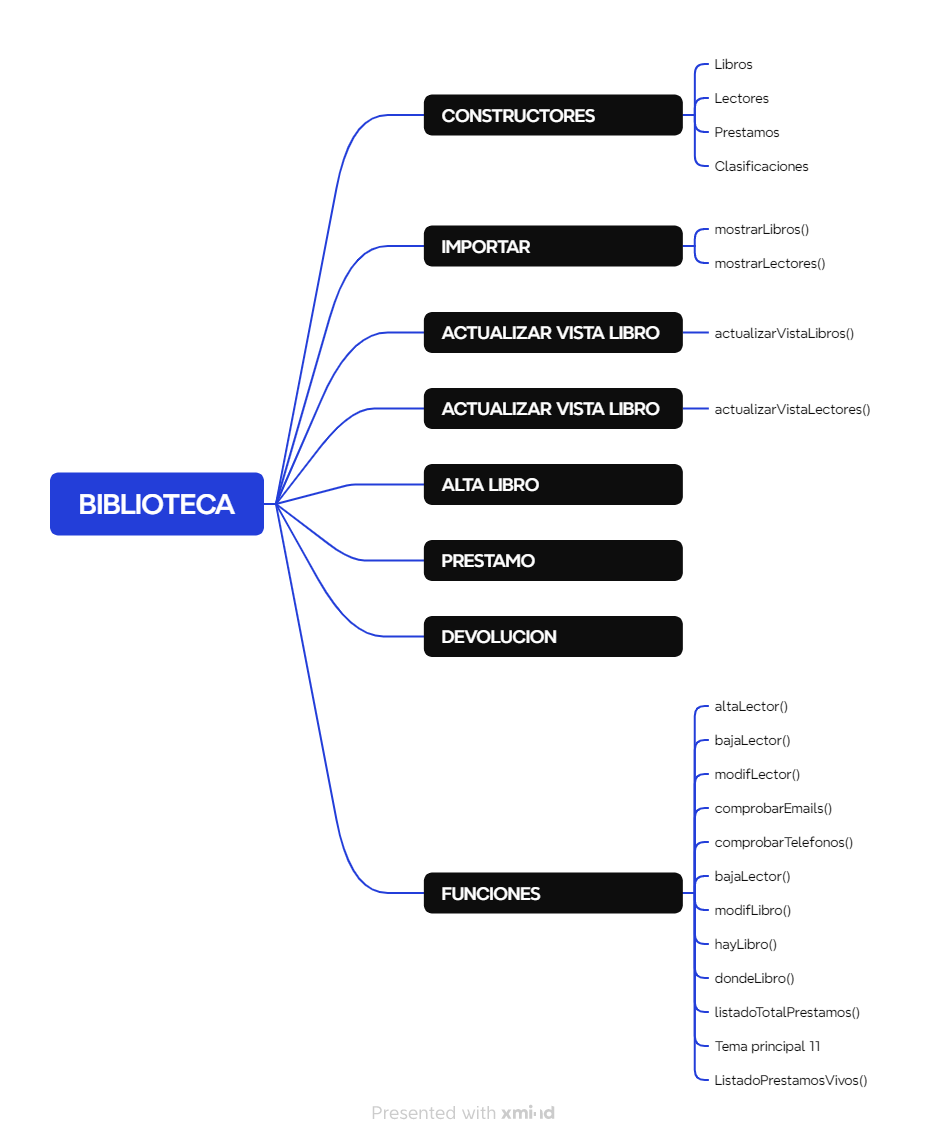 BIBLIOTECA
CONSTRUCTORES
Libros
Lectores
Prestamos
Clasificaciones
IMPORTAR
mostrarLibros()
mostrarLectores()
ACTUALIZAR VISTA LIBRO
actualizarVistaLibros()
ACTUALIZAR VISTA LIBRO
actualizarVistaLectores()
ALTA LIBRO
PRESTAMO
DEVOLUCION
FUNCIONES
altaLector()
bajaLector()
modifLector()
comprobarEmails()
comprobarTelefonos()
bajaLector()
modifLibro()
hayLibro()
dondeLibro()
listadoTotalPrestamos()
Tema principal 11
ListadoPrestamosVivos()
Presented with xmind